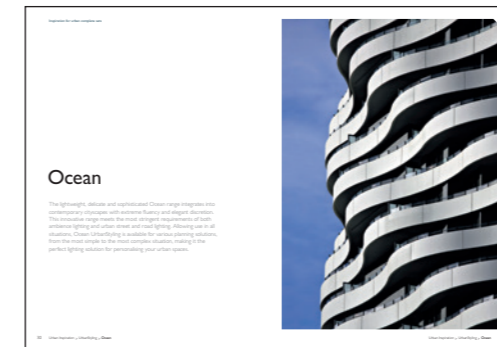 Inspiration for urban complete use
Ocean
The lightweight, delicate and sophisticated Ocean range integrates into
contemporary cityscapes with extreme fluency and elegant discretion.
This innovative range meets the most stringent requirements of both
ambience lighting and urban street and road lighting. Allowing use in all
situations, Ocean UrbanStyling is available for various planning solutions,
from the most simple to the most complex situation, making it the
perfect lighting solution for personalising your urban spaces.
Urban Inspiration UrbanStyling Ocean
Urban Inspiration UrbanStyling Ocean